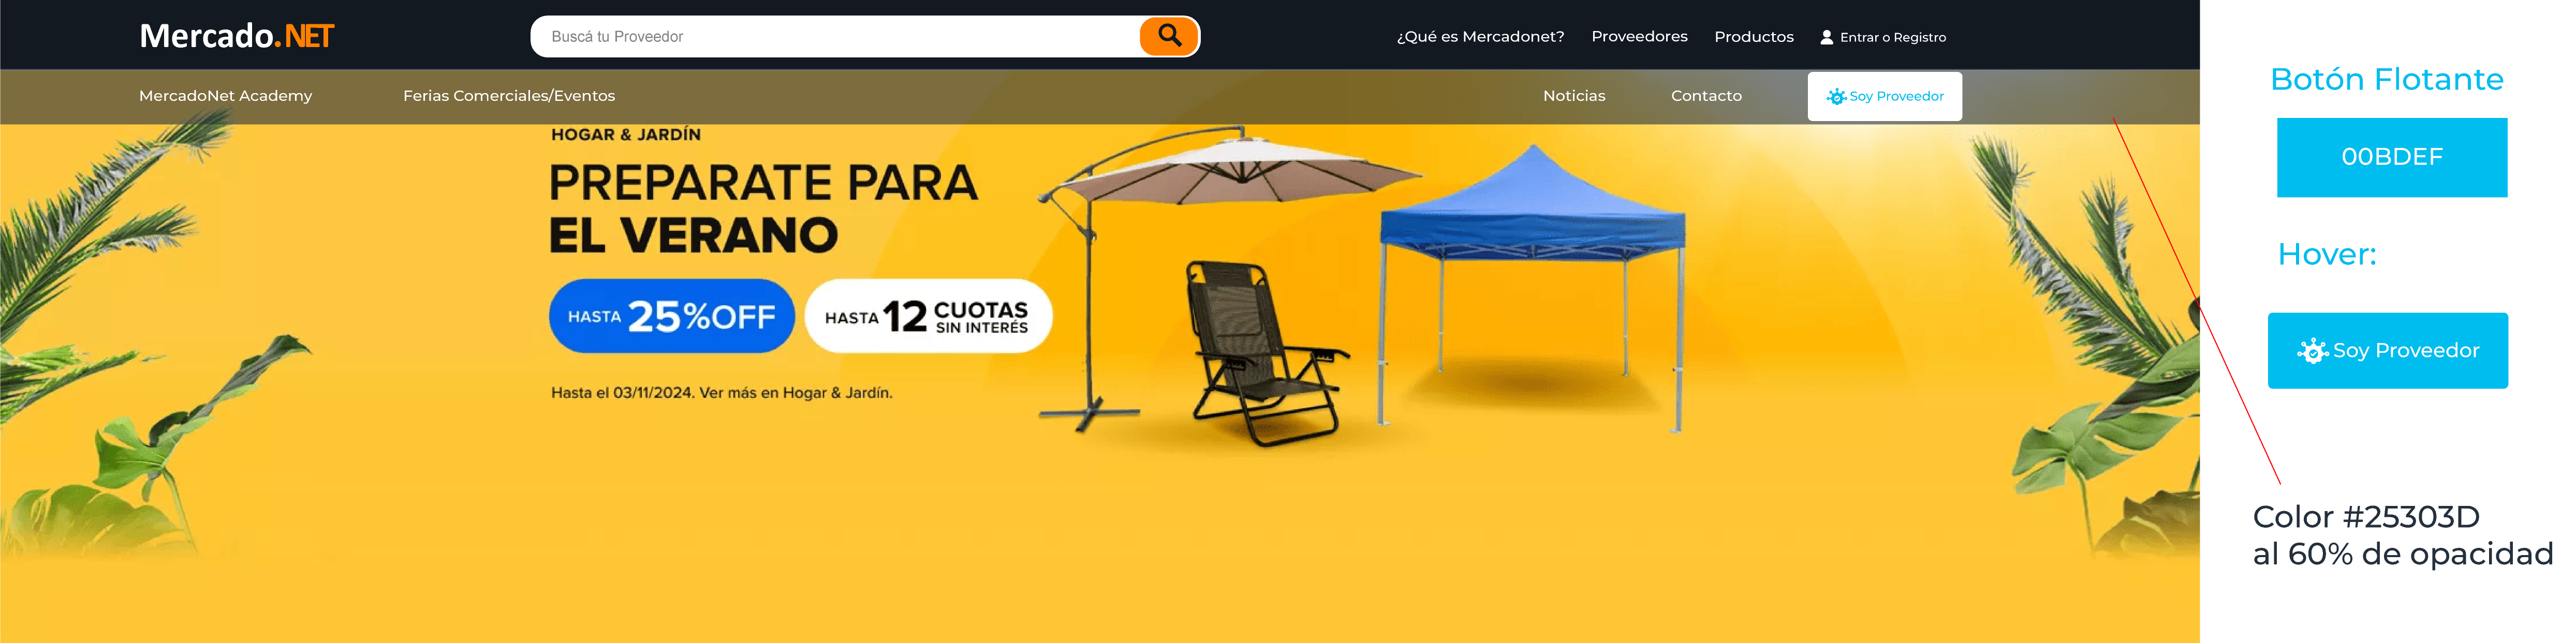 Mercado.NET
Buscá tu Proveedor
¿Qué es Mercadonet?
Proveedores
Productos
Entrar o Registro
MercadoNet Academy
Ferias Comerciales/Eventos
Noticias
Contacto
Soy Proveedor
HOGAR & JARDÍN
PREPARATE PARA
EL VERANO
HASTA 25%OFF
HASTA 12 CUOTAS
SIN INTERÉS
Hasta el 03/11/2024. Ver más en Hogar & Jardín.
Botón Flotante
00BDEF
Hover:
Soy Proveedor
Color #25303D
al 60% de opacidad